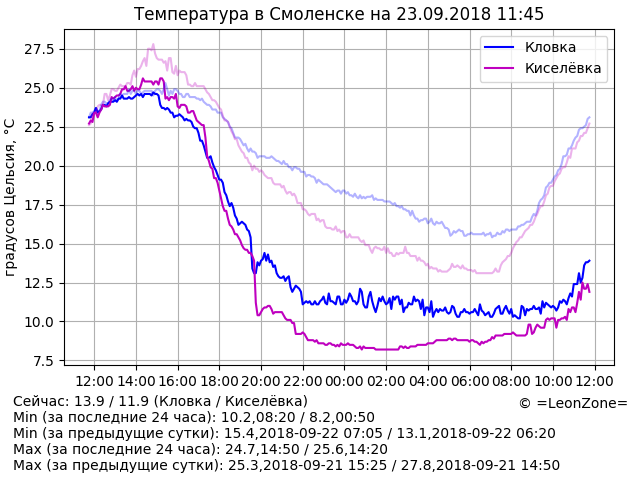 Температура в Смоленске на 23.09.2018 11:45
градусов Цельсия, °C
27.5
25.0
22.5
20.0
17.5
15.0
12.5
10.0
7.5
Кловка
Киселёвка
12:00 14:00 16:00 18:00 20:00 22:00 00:00 02:00 04:00 06:00 08:00 10:00 12:00
Сейчас: 13.9 / 11.9 (Кловка / Киселёвка)
© =LeonZone=
Min (за последние 24 часа): 10.2,08:20 / 8.2,00:50
Min (за предыдущие сутки): 15.4,2018-09-22 07:05 / 13.1,2018-09-22 06:20
Max (за последние 24 часа): 24.7,14:50 / 25.6,14:20
Max (за предыдущие сутки): 25.3,2018-09-21 15:25 / 27.8,2018-09-21 14:50